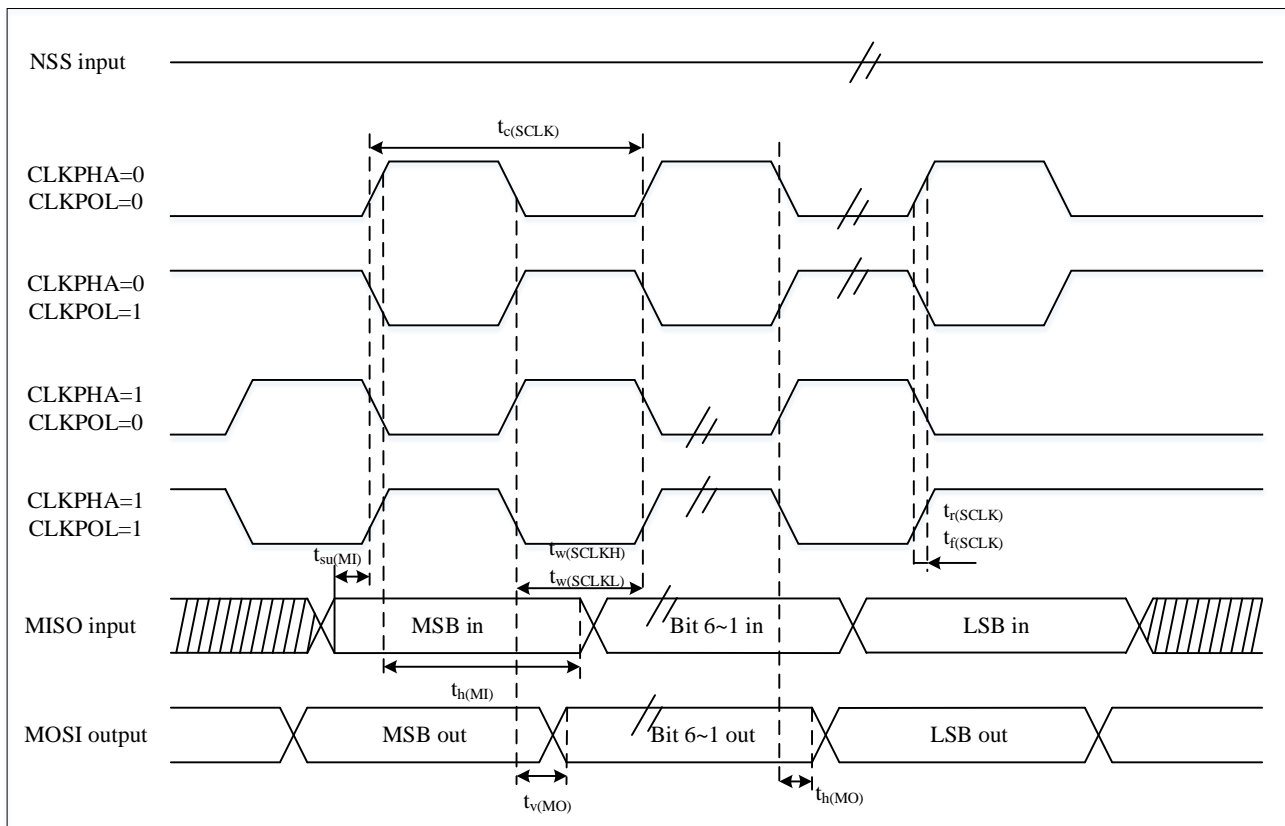 NSS input
tc(SCLK)
CLKPHA=0
CLKPOL=0
CLKPHA=0
CLKPOL=1
CLKPHA=1
CLKPOL=0
CLKPHA=1
CLKPOL=1
tr(SCLK)
tf(SCLK)
tsu(MI)
tw(SCLKH)
tw(SCLKL)
MISO input
MSB in
Bit 6~1 in
LSB in
th(MI)
MOSI output
MSB out
Bit 6~1 out
LSB out
tv(MO)
th(MO)